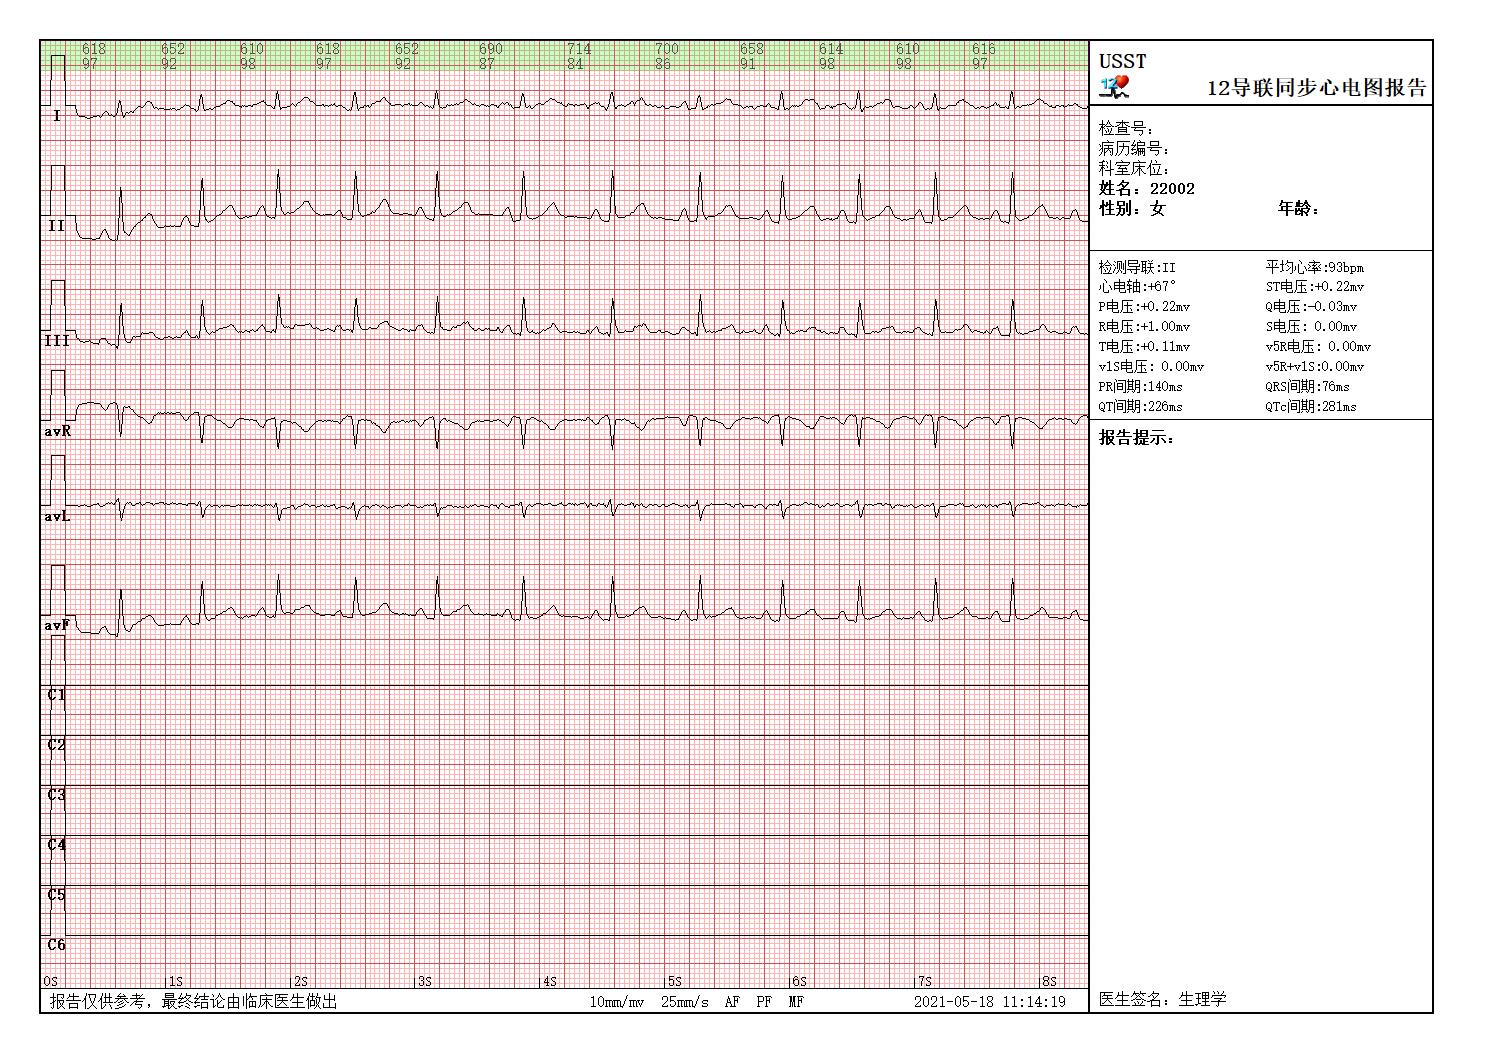 618 652 610 618 652 690 714 700 658 614 610 616
97 92 98 97 92 87 84 86 91 98 98 97
I
II
III
avR
avL
avF
C1
C2
C3
C4
C5
C6
0S 1S 2S 3S 4S 5S 6S 7S 8S
报告仅供参考，最终结论由临床医生做出 10mm/mv 25mm/s AF PF MF 2021-05-18 11:14:19
USST
12
12导联同步心电图报告
检查号：
病历编号：
科室床位：
姓名：22002
性别：女 年龄：
检测导联:II 平均心率:93bpm
心电轴:+67° ST电压:+0.22mv
P电压:+0.22mv Q电压:-0.03mv
R电压:+1.00mv S电压: 0.00mv
T电压:+0.11mv v5R电压: 0.00mv
v1S电压: 0.00mv v5R+v1S:0.00mv
PR间期:140ms QRS间期:76ms
QT间期:226ms QTc间期:281ms
报告提示：
医生签名：生理学